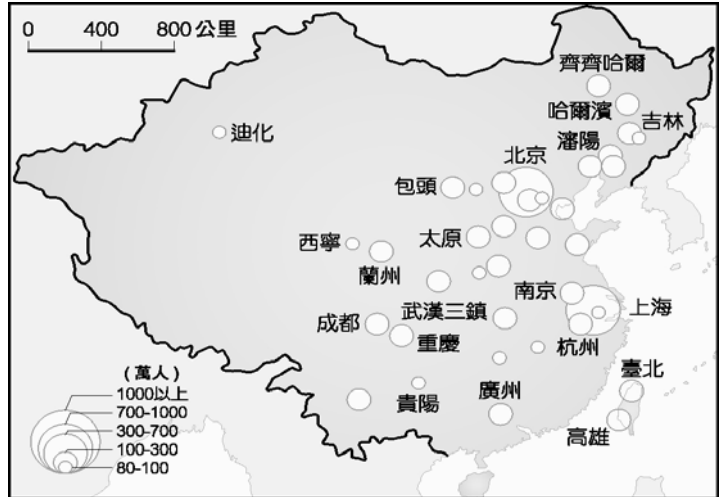 0 400 800 公里
齊齊哈爾
哈爾濱
吉林
迪化
瀋陽
北京
包頭
西寧
太原
蘭州
南京
武漢三鎮
上海
成都
重慶
杭州
臺北
貴陽
廣州
高雄
(萬人)
1000以上
700-1000
300-700
100-300
80-100